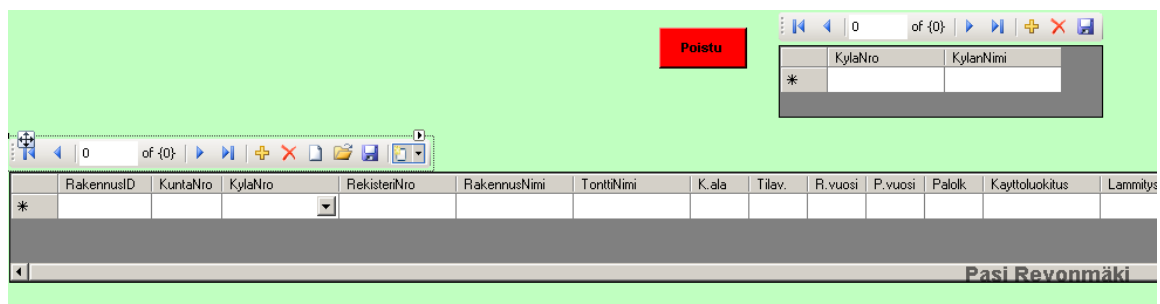 0 of {0}
Poistu
KylaNro KylanNimi
0 of {0}
RakennusID KuntaNro KylaNro RekisteriNro RakennusNimi TonttiNimi K.ala Tilav. R.vuosi P.vuosi Palolk Kayttoluokitus Lammitys
Pasi Revonmäki